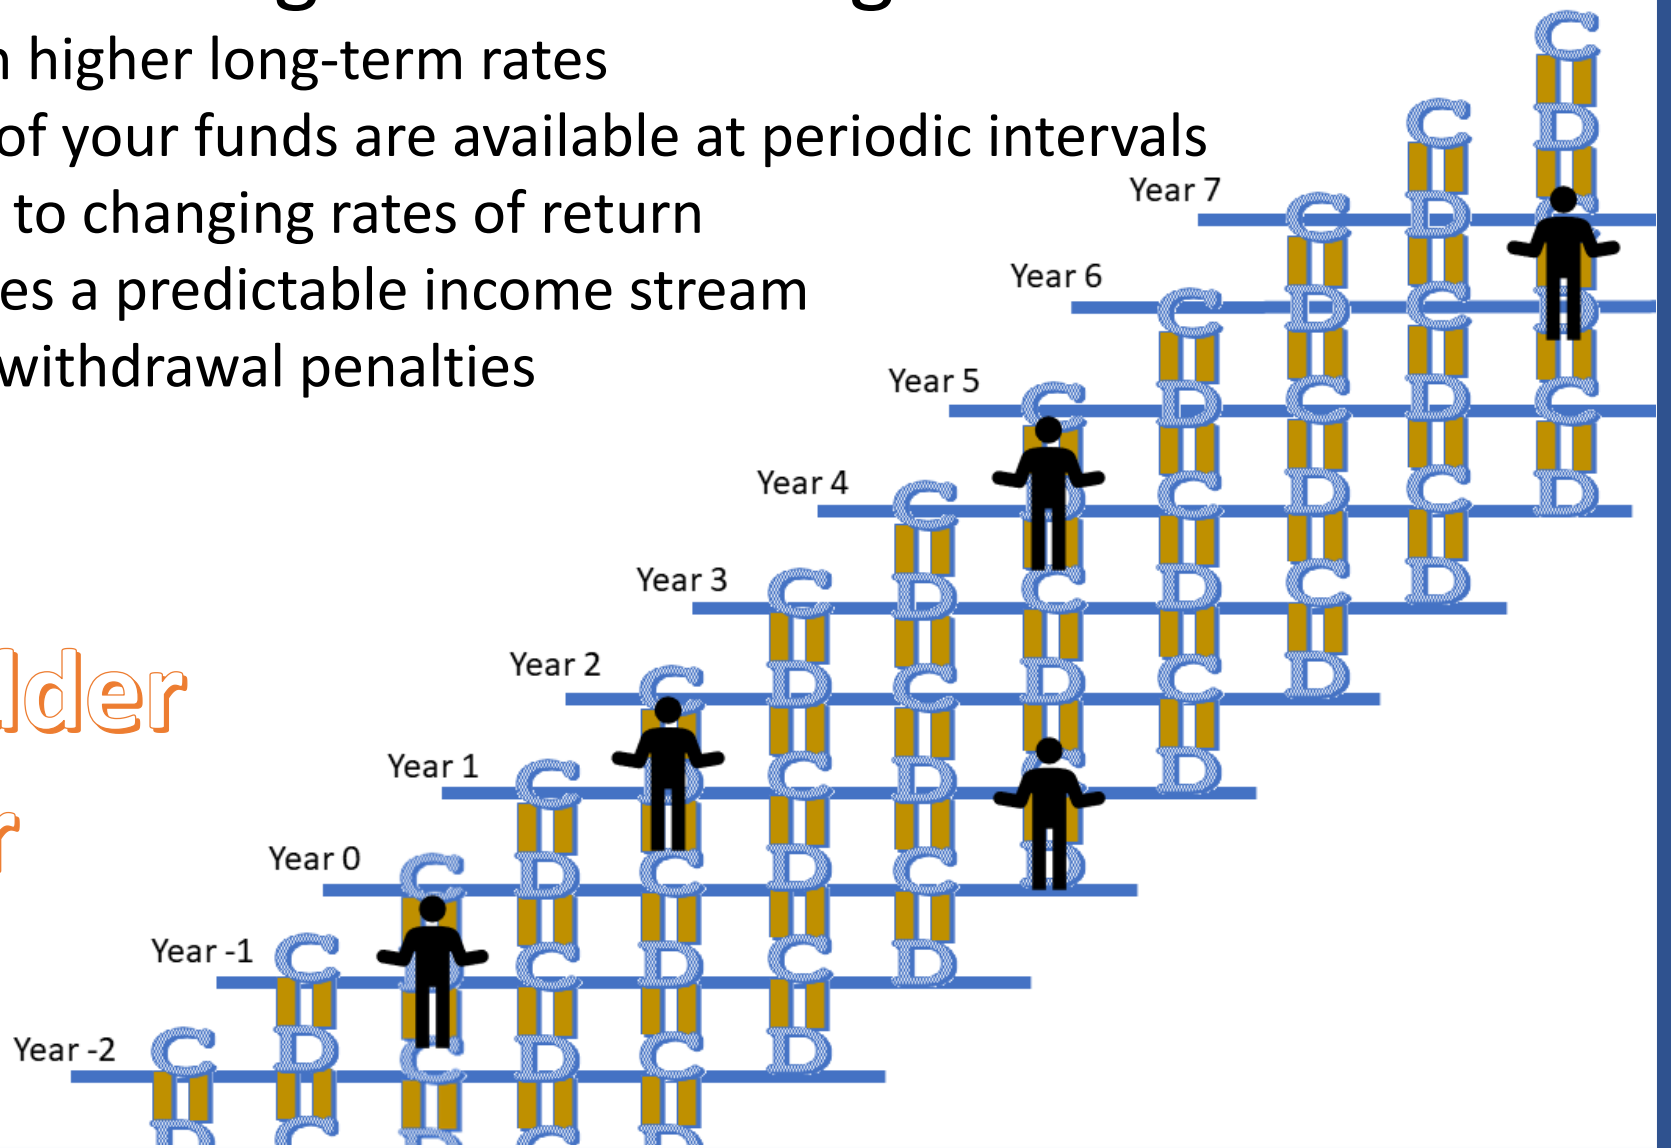 higher long-term rates
of your funds are available at periodic intervals
to changing rates of return
es a predictable income stream
withdrawal penalties
Year 7
Year 6
Year 5
Year 4
Year 3
Year 2
Year 1
Year 0
Year -1
Year -2
lder
r
C D C D C D
C D C D C D
C D C D C D
C D C D C D
C D C D
C D C D C D
C D C D C D
C D C
C D C D C
C D C D
C D C
C D